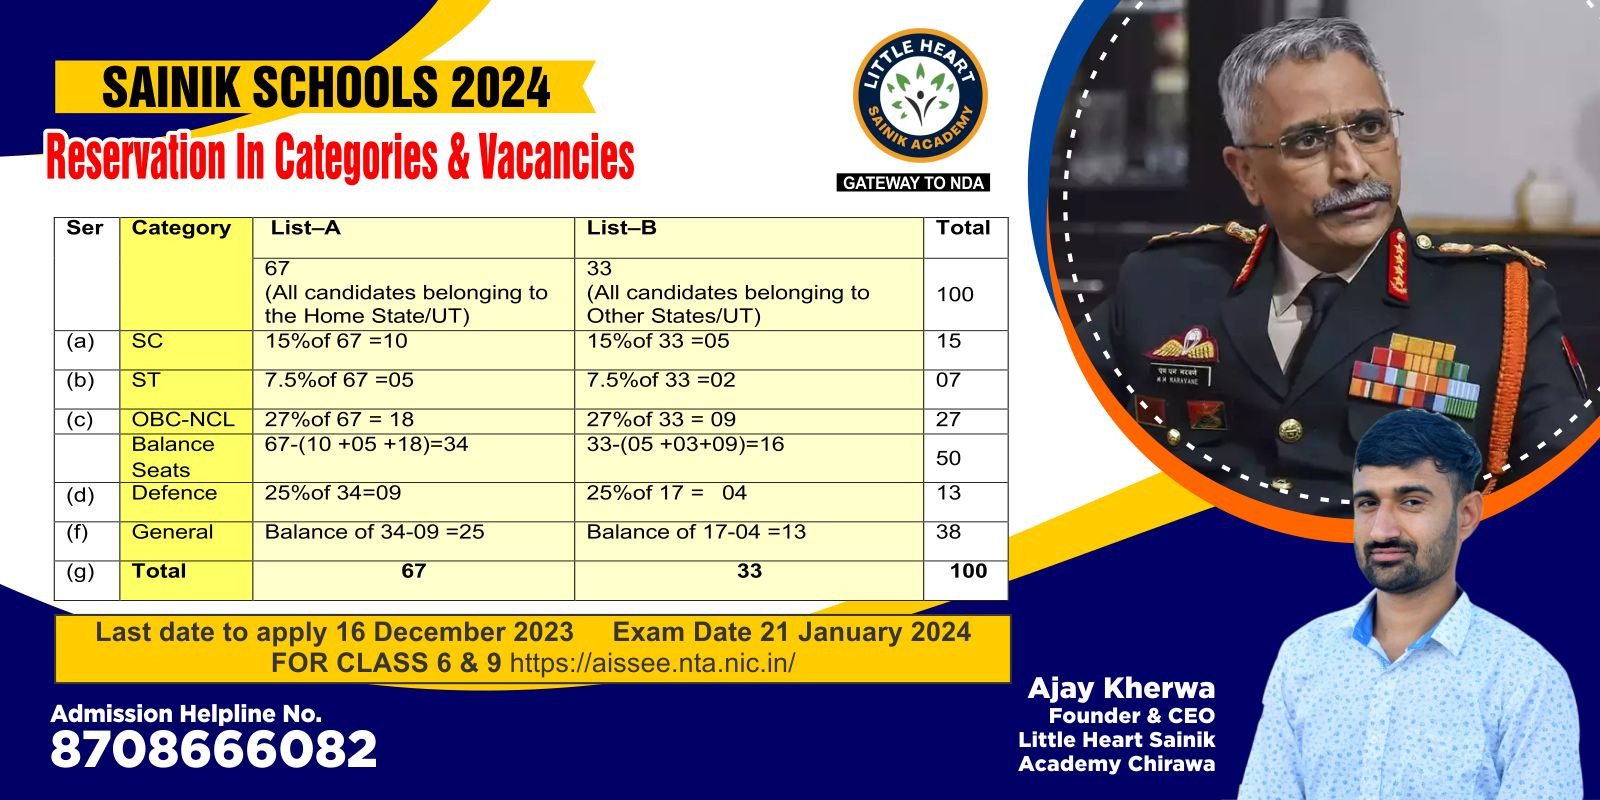 SAINIK SCHOOLS 2024
Reservation In Categories & Vacancies
LITTLE HEART
SAINIK ACADEMY
GATEWAY TO NDA
Ser Category List–A List–B Total
67 33
(All candidates belonging to (All candidates belonging to 100
the Home State/UT) Other States/UT)
(a) SC 15%of 67 =10 15%of 33 =05 15
(b) ST 7.5%of 67 =05 7.5%of 33 =02 07
(c) OBC-NCL 27%of 67 = 18 27%of 33 = 09 27
Balance 67-(10 +05 +18)=34 33-(05 +03+09)=16 50
Seats
(d) Defence 25%of 34=09 25%of 17 = 04 13
(f) General Balance of 34-09 =25 Balance of 17-04 =13 38
(g) Total 67 33 100
Last date to apply 16 December 2023 Exam Date 21 January 2024
FOR CLASS 6 & 9 https://aissee.nta.nic.in/
Admission Helpline No.
8708666082
एम एम नरवणे
M M NARAVANE
Ajay Kherwa
Founder & CEO
Little Heart Sainik
Academy Chirawa